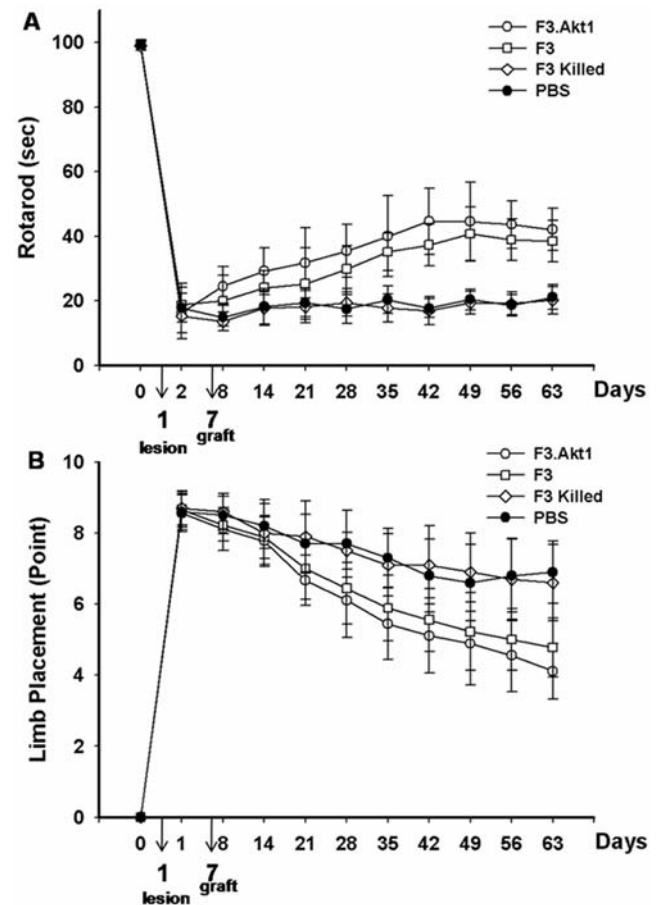 A
F3.Akt1
F3
F3 Killed
PBS
100
80
60
40
20
0
Rotarod (sec)
0 2 8 14 21 28 35 42 49 56 63 Days
1 7
lesion graft
B
F3.Akt1
F3
F3 Killed
PBS
10
8
6
4
2
0
Limb Placement (Point)
0 1 8 14 21 28 35 42 49 56 63 Days
1 7
lesion graft